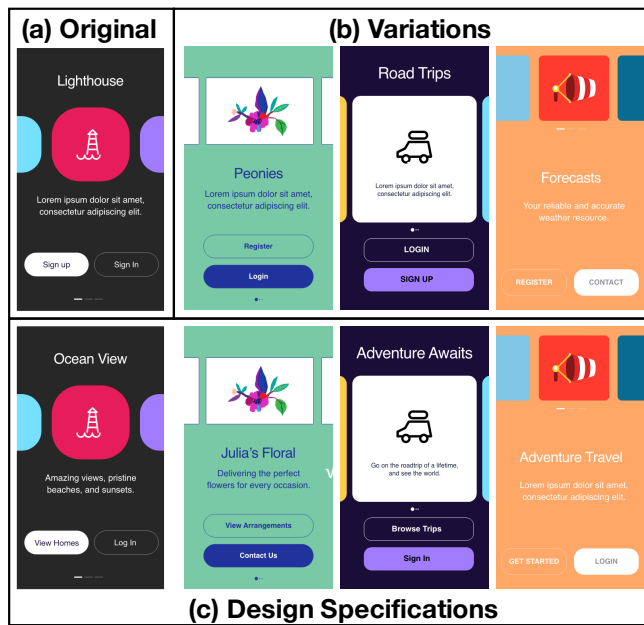 (a) Original
(b) Variations
Lighthouse
Lorem ipsum dolor sit amet,
consectetur adipiscing elit.
Sign up
Sign In
Peonies
Lorem ipsum dolor sit amet,
consectetur adipiscing elit.
Register
Login
Road Trips
Lorem ipsum dolor sit amet,
consectetur adipiscing elit.
LOGIN
SIGN UP
Forecasts
Your reliable and accurate
weather resource.
REGISTER
CONTACT
Ocean View
Amazing views, pristine
beaches, and sunsets.
View Homes
Log In
Julia's Floral
Delivering the perfect
flowers for every occasion.
View Arrangements
Contact Us
Adventure Awaits
Go on the roadtrip of a lifetime,
and see the world.
Browse Trips
Sign In
Adventure Travel
Lorem ipsum dolor sit amet,
consectetur adipiscing elit.
GET STARTED
LOGIN
(c) Design Specifications